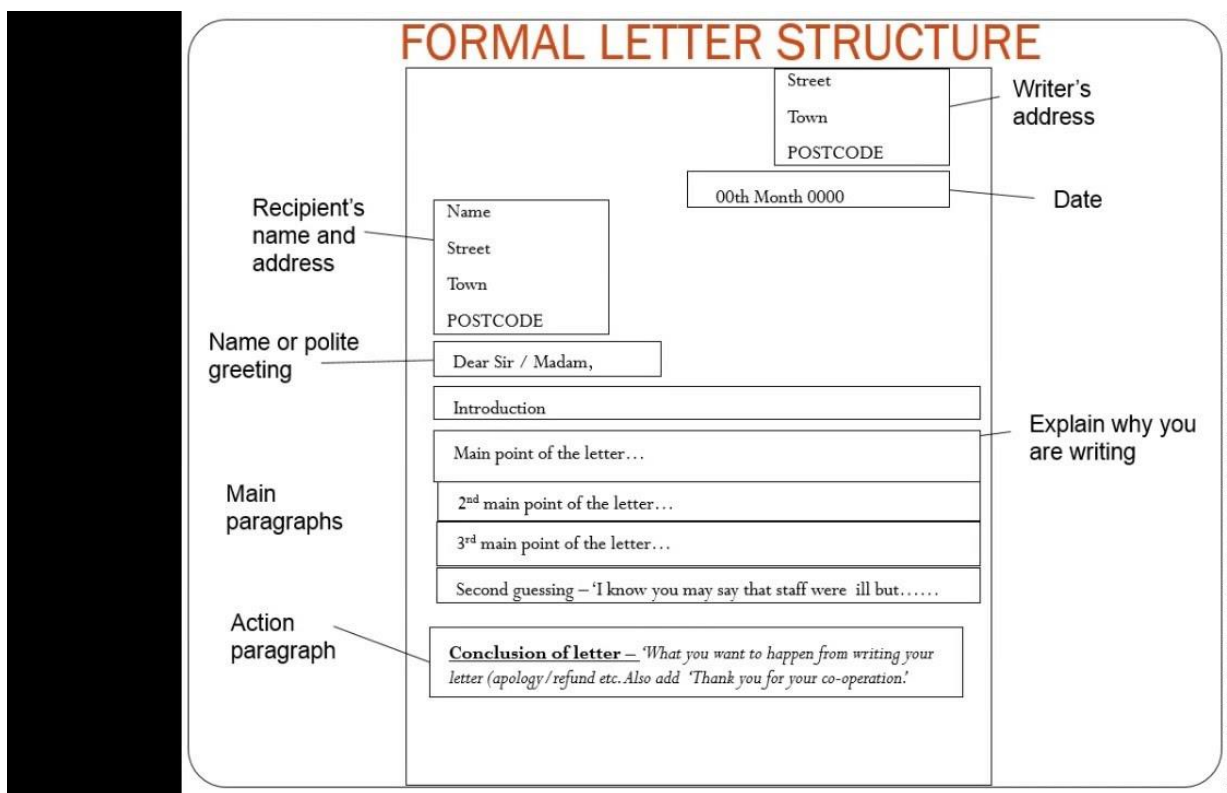 FORMAL LETTER STRUCTURE
Street
Town
POSTCODE
Writer's
address
00th Month 0000
Date
Recipient's
name and
address
Name
Street
Town
POSTCODE
Name or polite
greeting
Dear Sir / Madam,
Introduction
Explain why you
are writing
Main point of the letter…
Main
paragraphs
2nd main point of the letter…
3rd main point of the letter…
Second guessing – 'I know you may say that staff were ill but……
Action
paragraph
Conclusion of letter – 'What you want to happen from writing your
letter (apology/refund etc. Also add 'Thank you for your co-operation.'